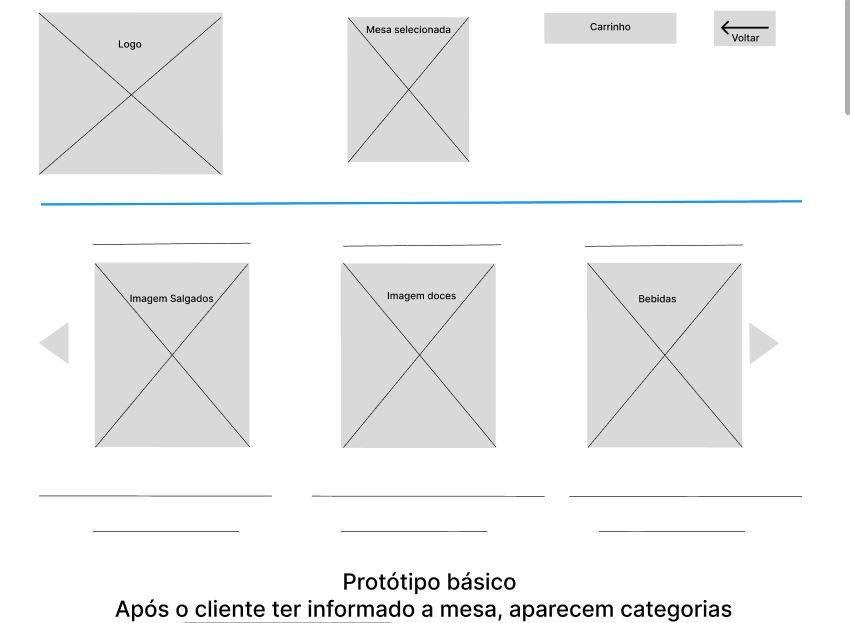 Logo
Mesa selecionada
Carrinho
Voltar
Imagem Salgados
Imagem doces
Bebidas
Protótipo básico
Após o cliente ter informado a mesa, aparecem categorias